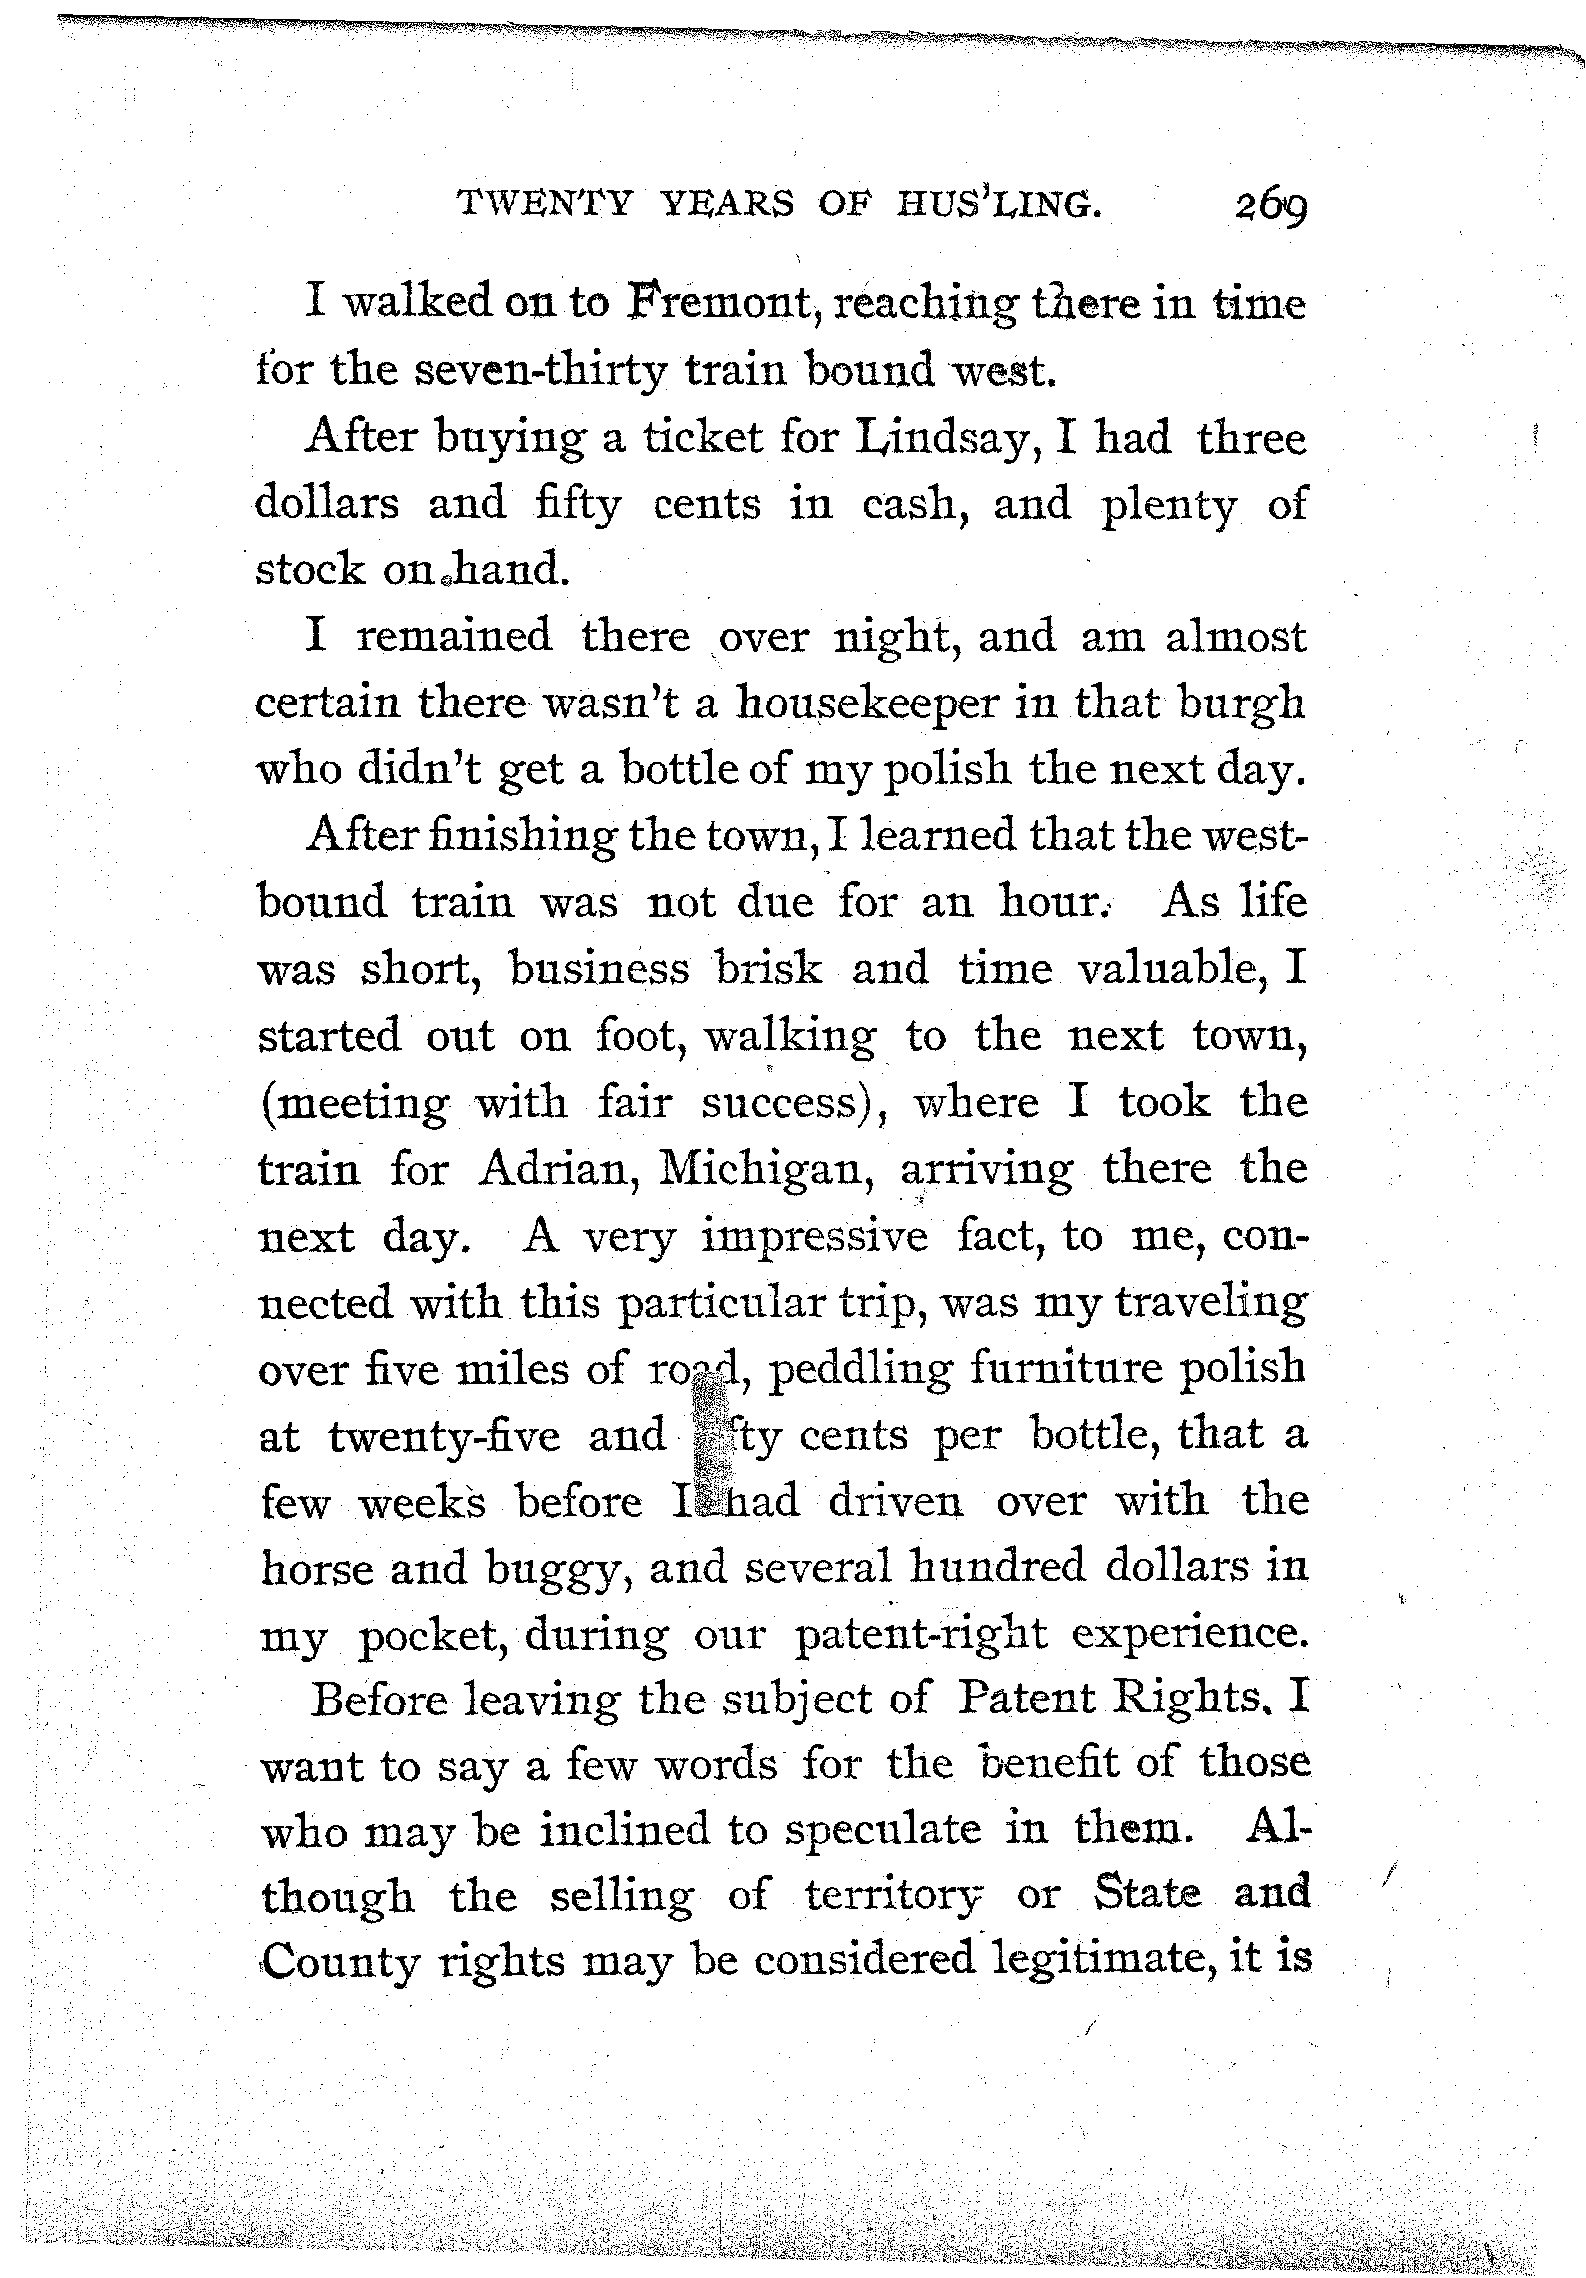 TWENTY YEARS OF HUS'LING. 269
I walked on to Fremont, reaching there in time
for the seven-thirty train bound west.
After buying a ticket for Lindsay, I had three
dollars and fifty cents in cash, and plenty of
stock on hand.
I remained there over night, and am almost
certain there wasn't a housekeeper in that burgh
who didn't get a bottle of my polish the next day.
After finishing the town, I learned that the west-
bound train was not due for an hour. As life
was short, business brisk and time valuable, I
started out on foot, walking to the next town,
(meeting with fair success), where I took the
train for Adrian, Michigan, arriving there the
next day. A very impressive fact, to me, con-
nected with this particular trip, was my traveling
over five miles of road, peddling furniture polish
at twenty-five and fifty cents per bottle, that a
few weeks before I had driven over with the
horse and buggy, and several hundred dollars in
my pocket, during our patent-right experience.
Before leaving the subject of Patent Rights, I
want to say a few words for the benefit of those
who may be inclined to speculate in them. Al-
though the selling of territory or State and
County rights may be considered legitimate, it is